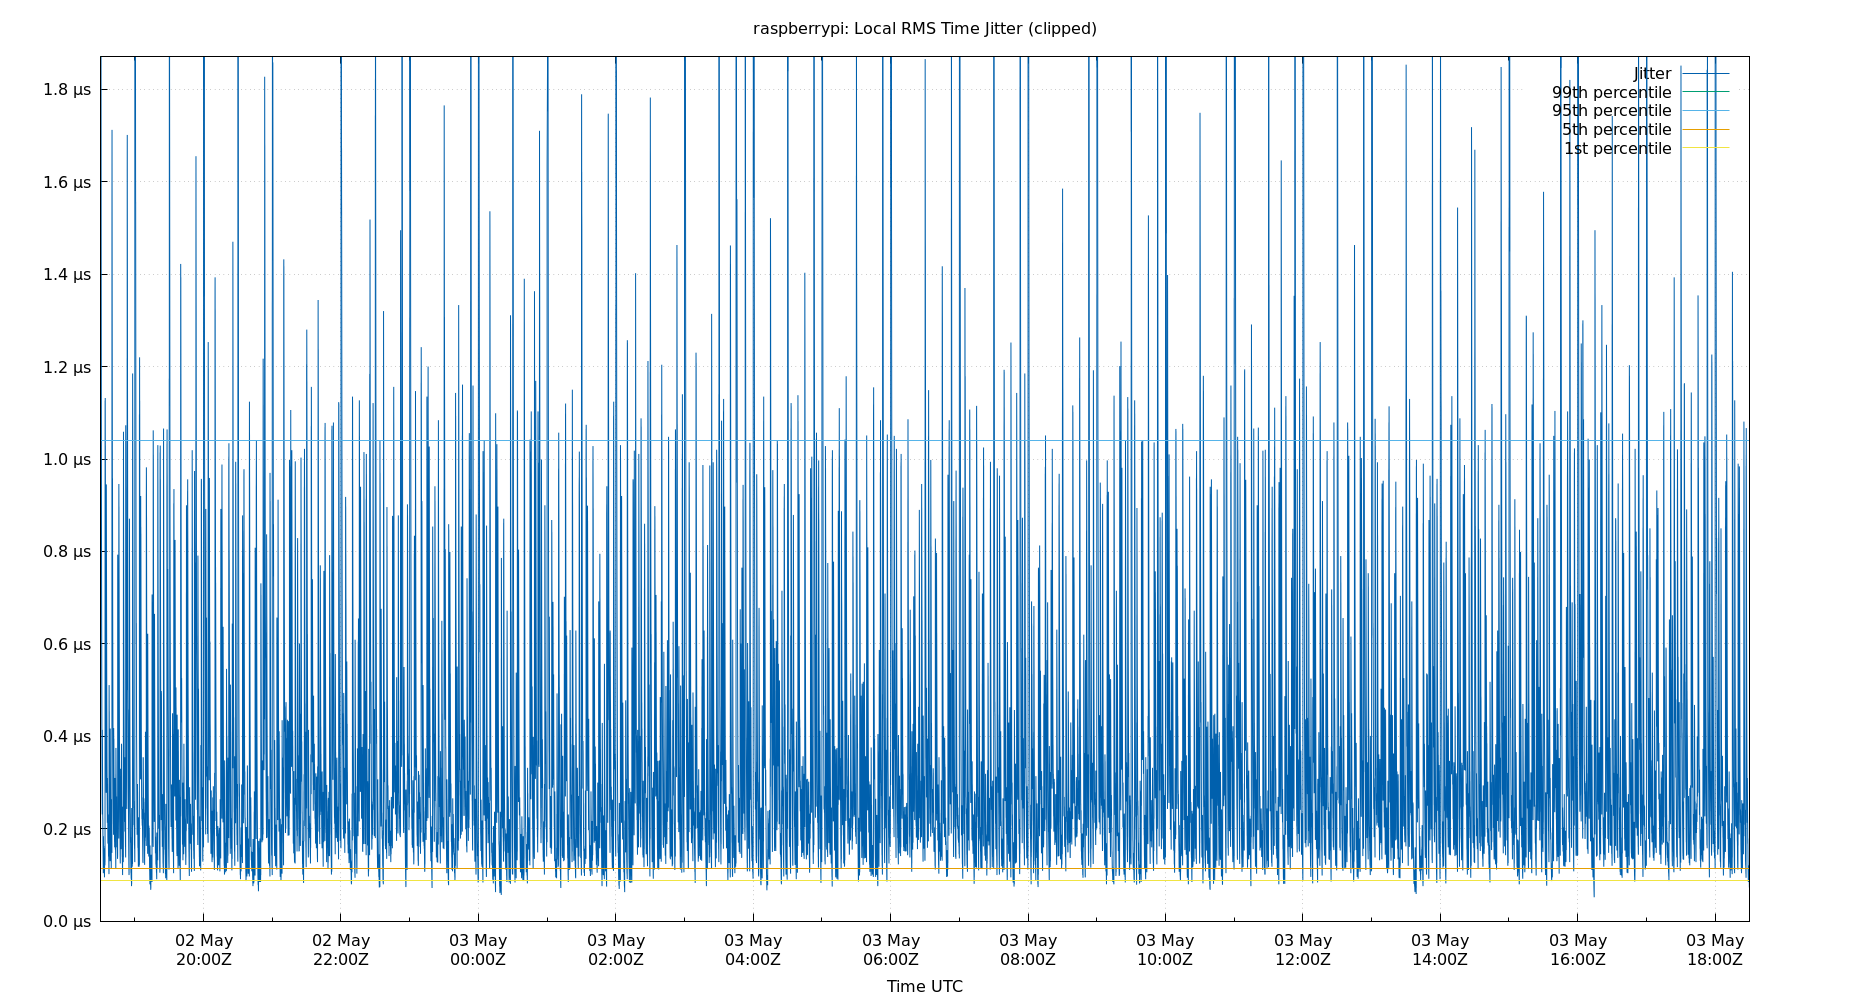 raspberrypi: Local RMS Time Jitter (clipped)
1.8 µs
1.6 µs
1.4 µs
1.2 µs
1.0 µs
0.8 µs
0.6 µs
0.4 µs
0.2 µs
0.0 µs
Jitter
99th percentile
95th percentile
5th percentile
1st percentile
02 May 02 May 03 May 03 May 03 May 03 May 03 May 03 May 03 May 03 May 03 May 03 May
20:00Z 22:00Z 00:00Z 02:00Z 04:00Z 06:00Z 08:00Z 10:00Z 12:00Z 14:00Z 16:00Z 18:00Z
Time UTC